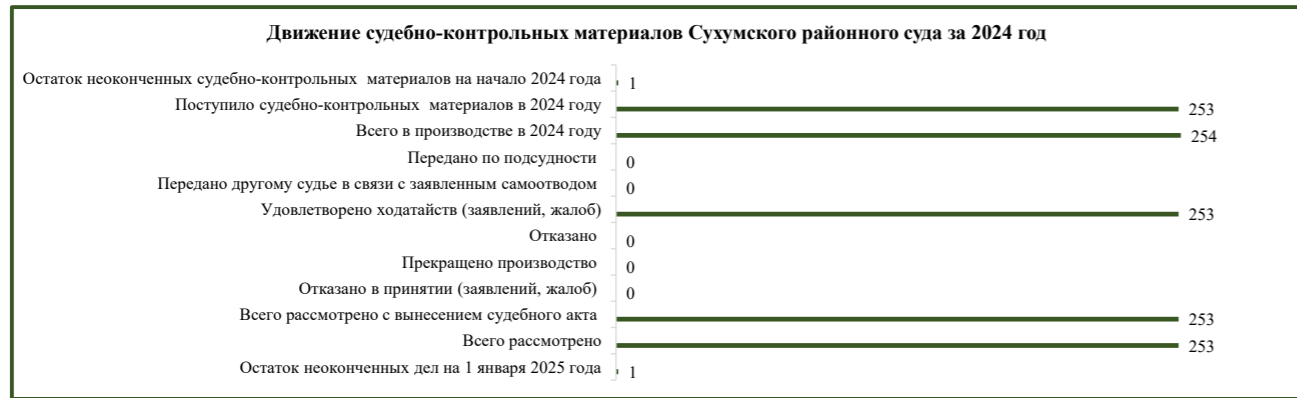 Движение судебно-контрольных материалов Сухумского районного суда за 2024 год
Остаток неоконченных судебно-контрольных материалов на начало 2024 года 1
Поступило судебно-контрольных материалов в 2024 году 253
Всего в производстве в 2024 году 254
Передано по подсудности 0
Передано другому судье в связи с заявленным самоотводом 0
Удовлетворено ходатайств (заявлений, жалоб) 253
Отказано 0
Прекращено производство 0
Отказано в принятии (заявлений, жалоб) 0
Всего рассмотрено с вынесением судебного акта 253
Всего рассмотрено 253
Остаток неоконченных дел на 1 января 2025 года 1